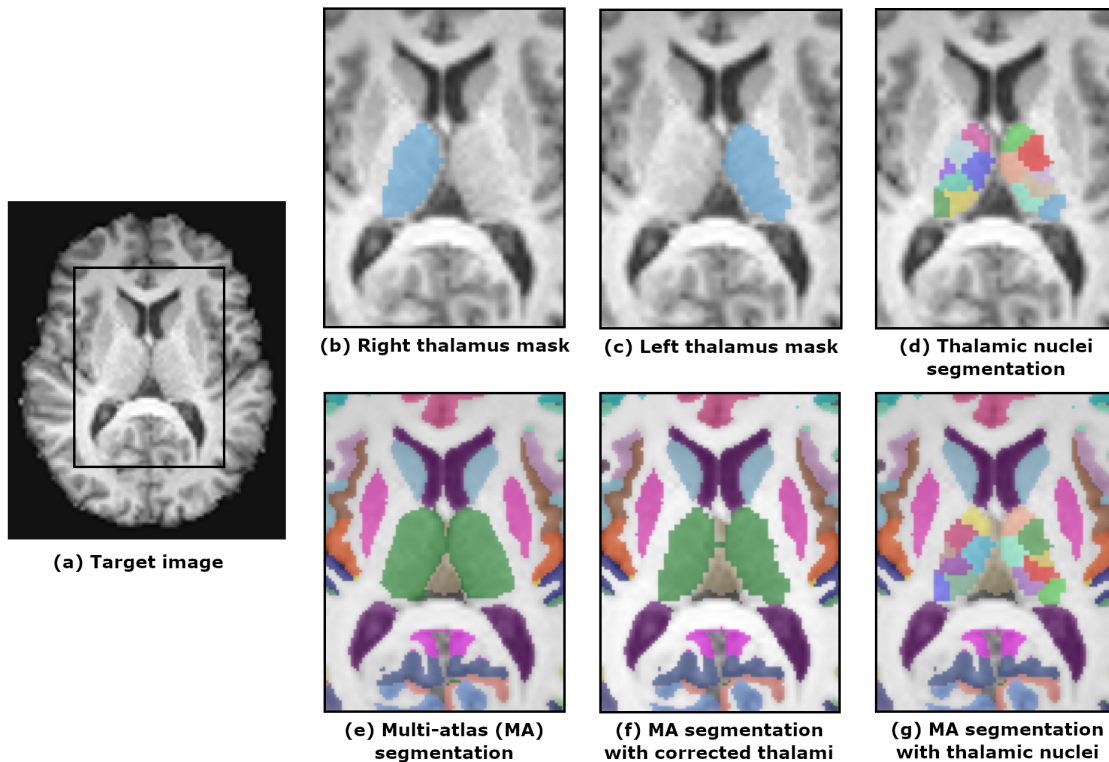 (a) Target image
(b) Right thalamus mask
(c) Left thalamus mask
(d) Thalamic nuclei
segmentation
(e) Multi-atlas (MA)
segmentation
(f) MA segmentation
with corrected thalami
(g) MA segmentation
with thalamic nuclei